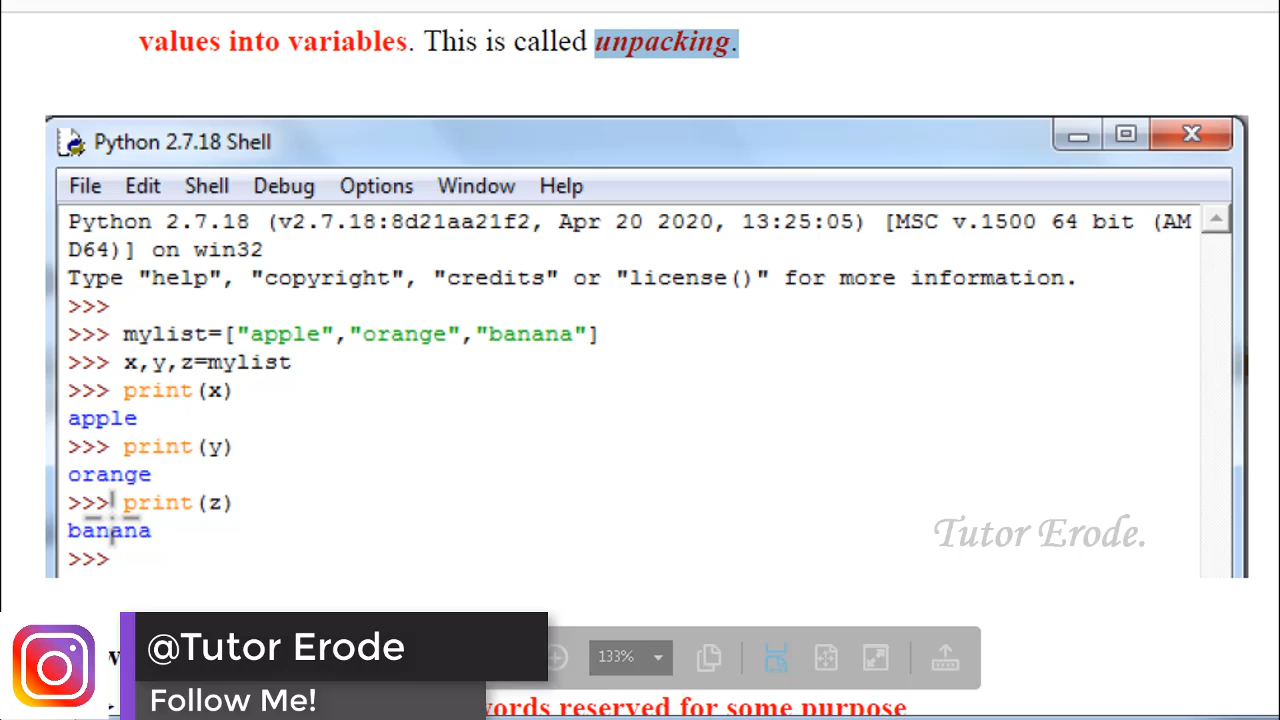 values into variables. This is called unpacking.
Python 2.7.18 Shell
File Edit Shell Debug Options Window Help
Python 2.7.18 (v2.7.18:8d21aa21f2, Apr 20 2020, 13:25:05) [MSC v.1500 64 bit (AM
D64)] on win32
Type "help", "copyright", "credits" or "license()" for more information.
>>>
>>> mylist=["apple","orange","banana"]
>>> x,y,z=mylist
>>> print(x)
apple
>>> print(y)
orange
>>> print(z)
banana
>>>
Tutor Erode.
@Tutor Erode
Follow Me!
133%
reserved for some purpose